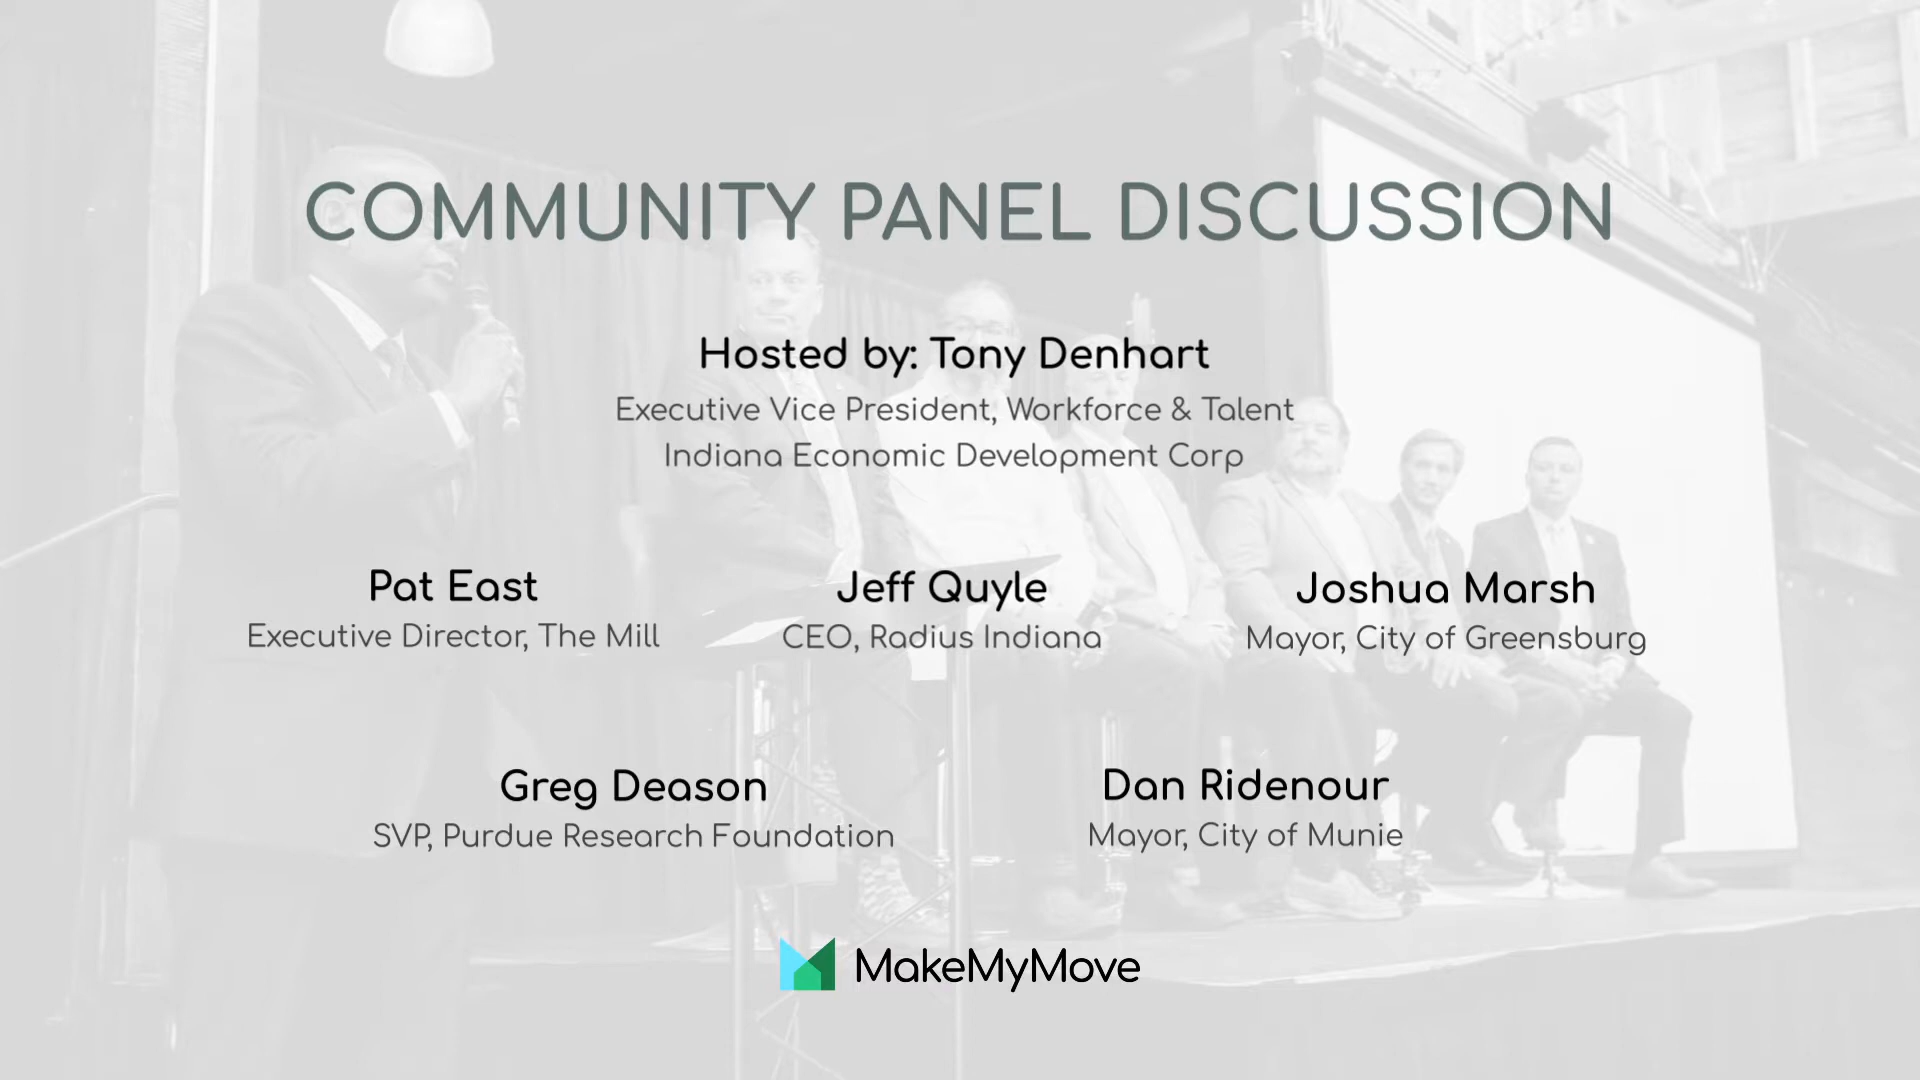 COMMUNITY PANEL DISCUSSION
Hosted by: Tony Denhart
Executive Vice President, Workforce & Talent
Indiana Economic Development Corp
Pat East
Executive Director, The Mill
Jeff Quyle
CEO, Radius Indiana
Joshua Marsh
Mayor, City of Greensburg
Greg Deason
SVP, Purdue Research Foundation
Dan Ridenour
Mayor, City of Munie
MakeMyMove